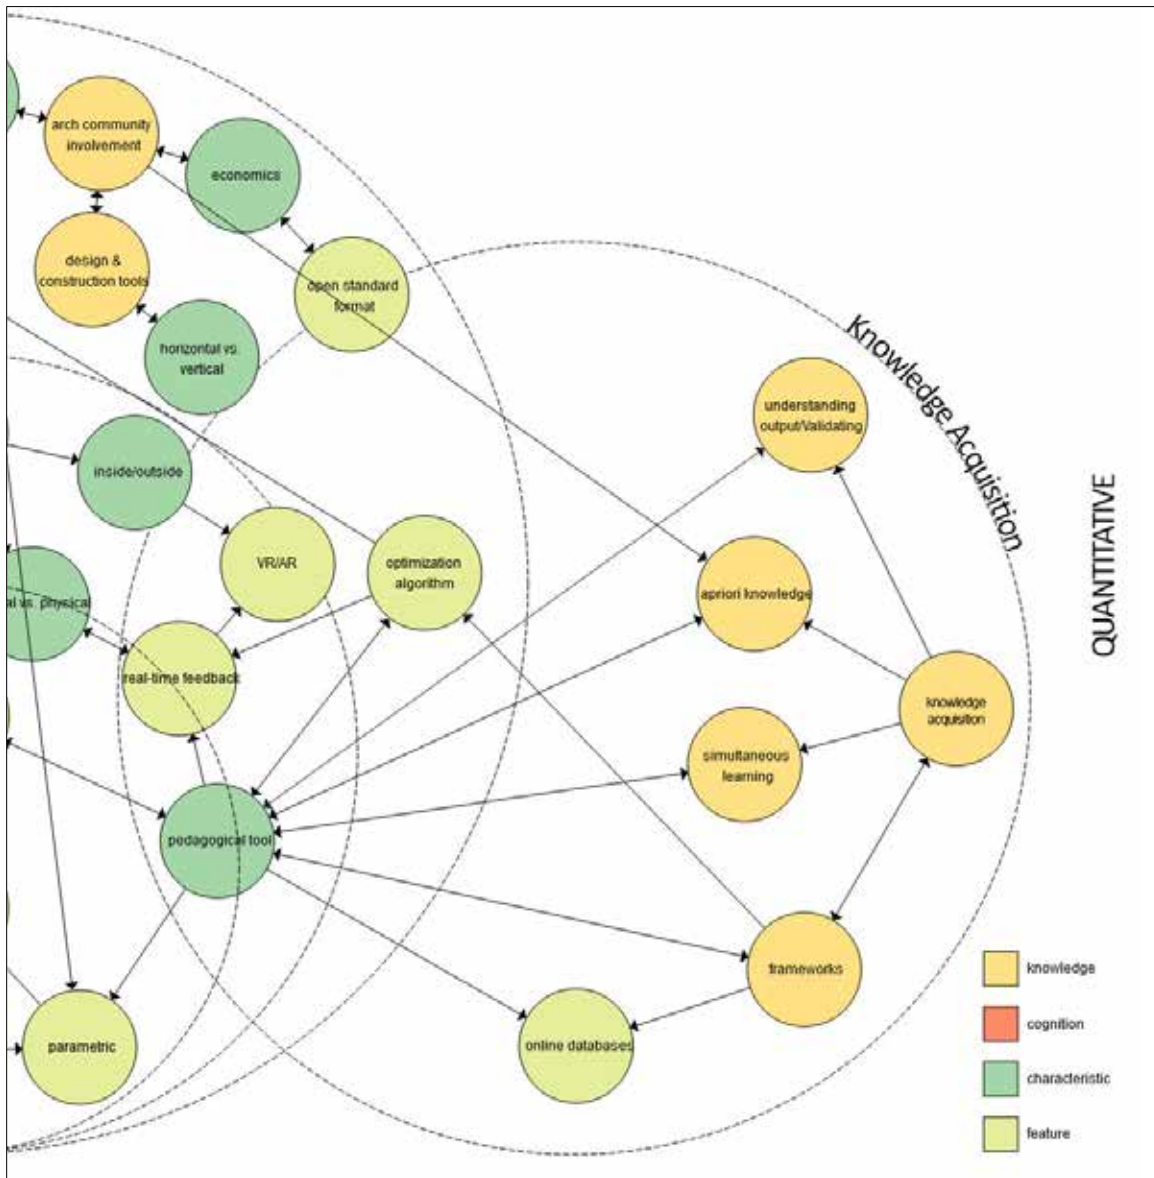 arch community
involvement
economics
design &
construction tools
open standard
format
horizontal vs.
vertical
Knowledge Acquisition
understanding
output/Validating
inside/outside
QUANTITATIVE
VR/AR
optimization
algorithm
apriori knowledge
al vs. physical
real-time feedback
knowledge
acquisition
simultaneous
learning
pedagogical tool
frameworks
knowledge
cognition
online databases
parametric
characteristic
feature